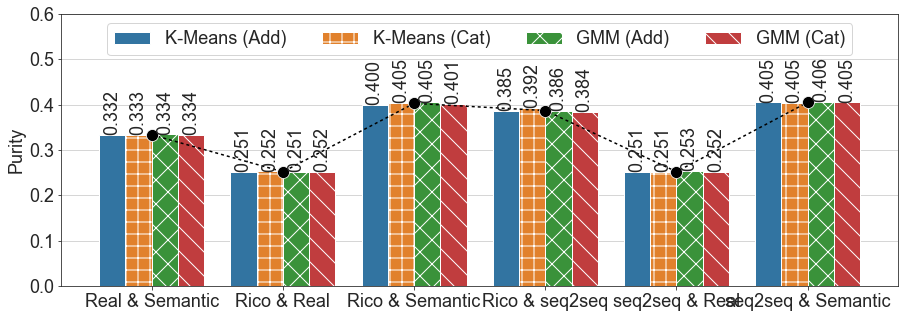 K-Means (Add) K-Means (Cat) GMM (Add) GMM (Cat)
Purity
0.6
0.5
0.4
0.3
0.2
0.1
0.0
0.332 0.333 0.334 0.334
0.251 0.252 0.251 0.252
0.400 0.405 0.405 0.401
0.385 0.392 0.386 0.384
0.251 0.251 0.253 0.252
0.405 0.405 0.406 0.405
Real & Semantic
Rico & Real
Rico & Semantic
Rico & seq2seq
seq2seq & Real
seq2seq & Semantic